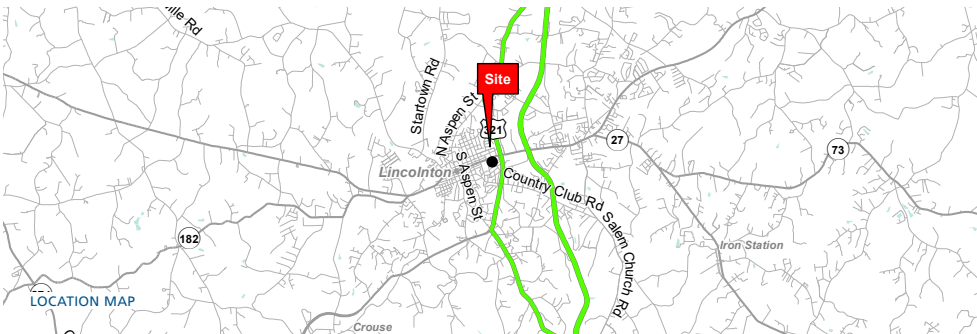 ille Rd
Startown Rd
Site
N Aspen St
321
27
73
Lincolnton
S Aspen St
Country Club Rd
Salem Church Rd
182
Iron Station
LOCATION MAP
Crouse